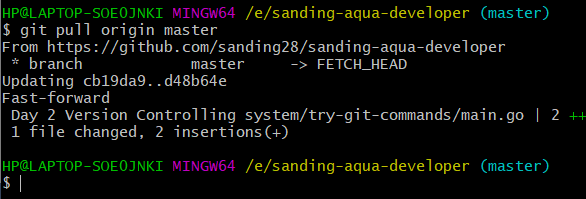 HP@LAPTOP-SOE0JNKI MINGW64 /e/sanding-aqua-developer (master)
$ git pull origin master
From https://github.com/sanding28/sanding-aqua-developer
 * branch            master     -> FETCH_HEAD
Updating cb19da9..d48b64e
Fast-forward
 Day 2 Version Controlling system/try-git-commands/main.go | 2 ++
 1 file changed, 2 insertions(+)
HP@LAPTOP-SOE0JNKI MINGW64 /e/sanding-aqua-developer (master)
$